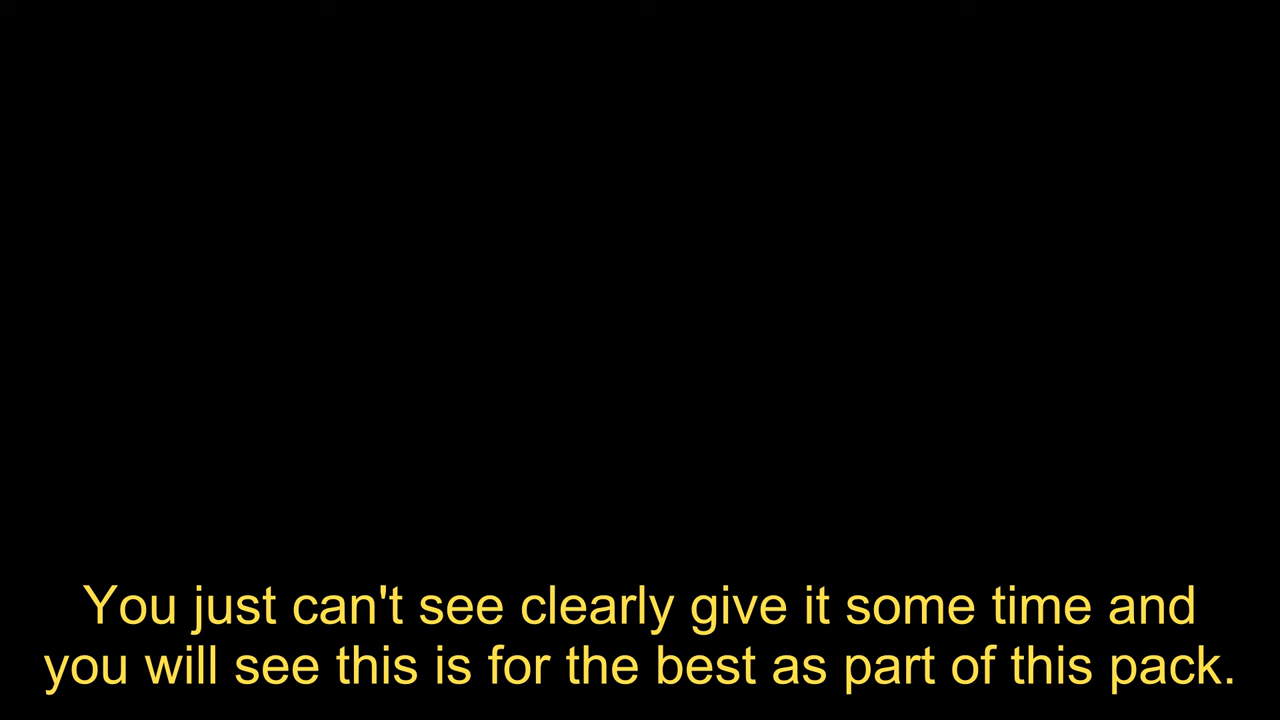 You just can't see clearly give it some time and
you will see this is for the best as part of this pack.